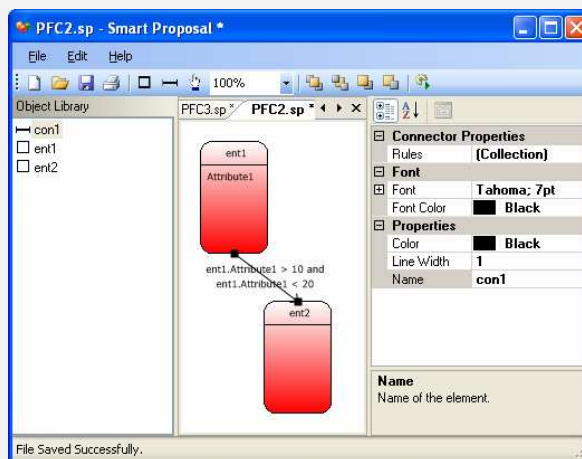 PFC2.sp - Smart Proposal *
File Edit Help
100%
Object Library
con1
ent1
ent2
PFC3.sp * PFC2.sp *
ent1
Attribute1
ent1.Attribute1 > 10 and
ent1.Attribute1 < 20
ent2
Connector Properties
Rules (Collection)
Font
Font Tahoma; 7pt
Font Color Black
Properties
Color Black
Line Width 1
Name con1
Name
Name of the element.
File Saved Successfully.